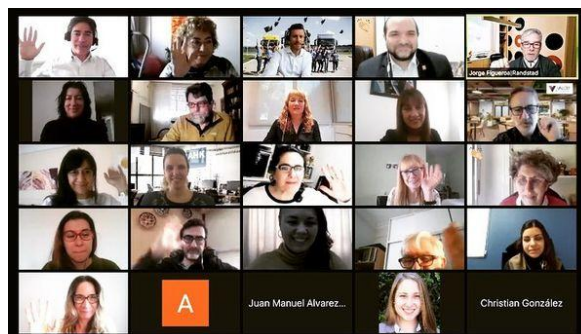 Jorge Figueroa|Randstad
A
Juan Manuel Alvarez...
Christian González